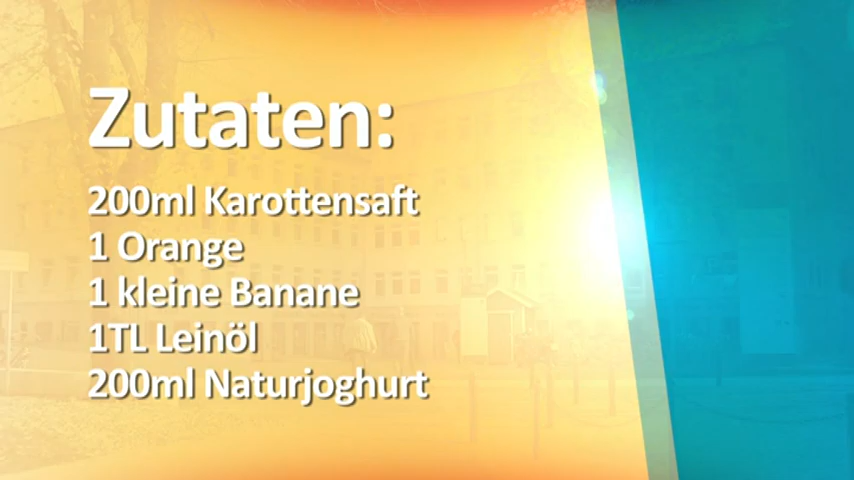 Zutaten:
200ml Karottensaft
1 Orange
1 kleine Banane
1TL Leinöl
200ml Naturjoghurt